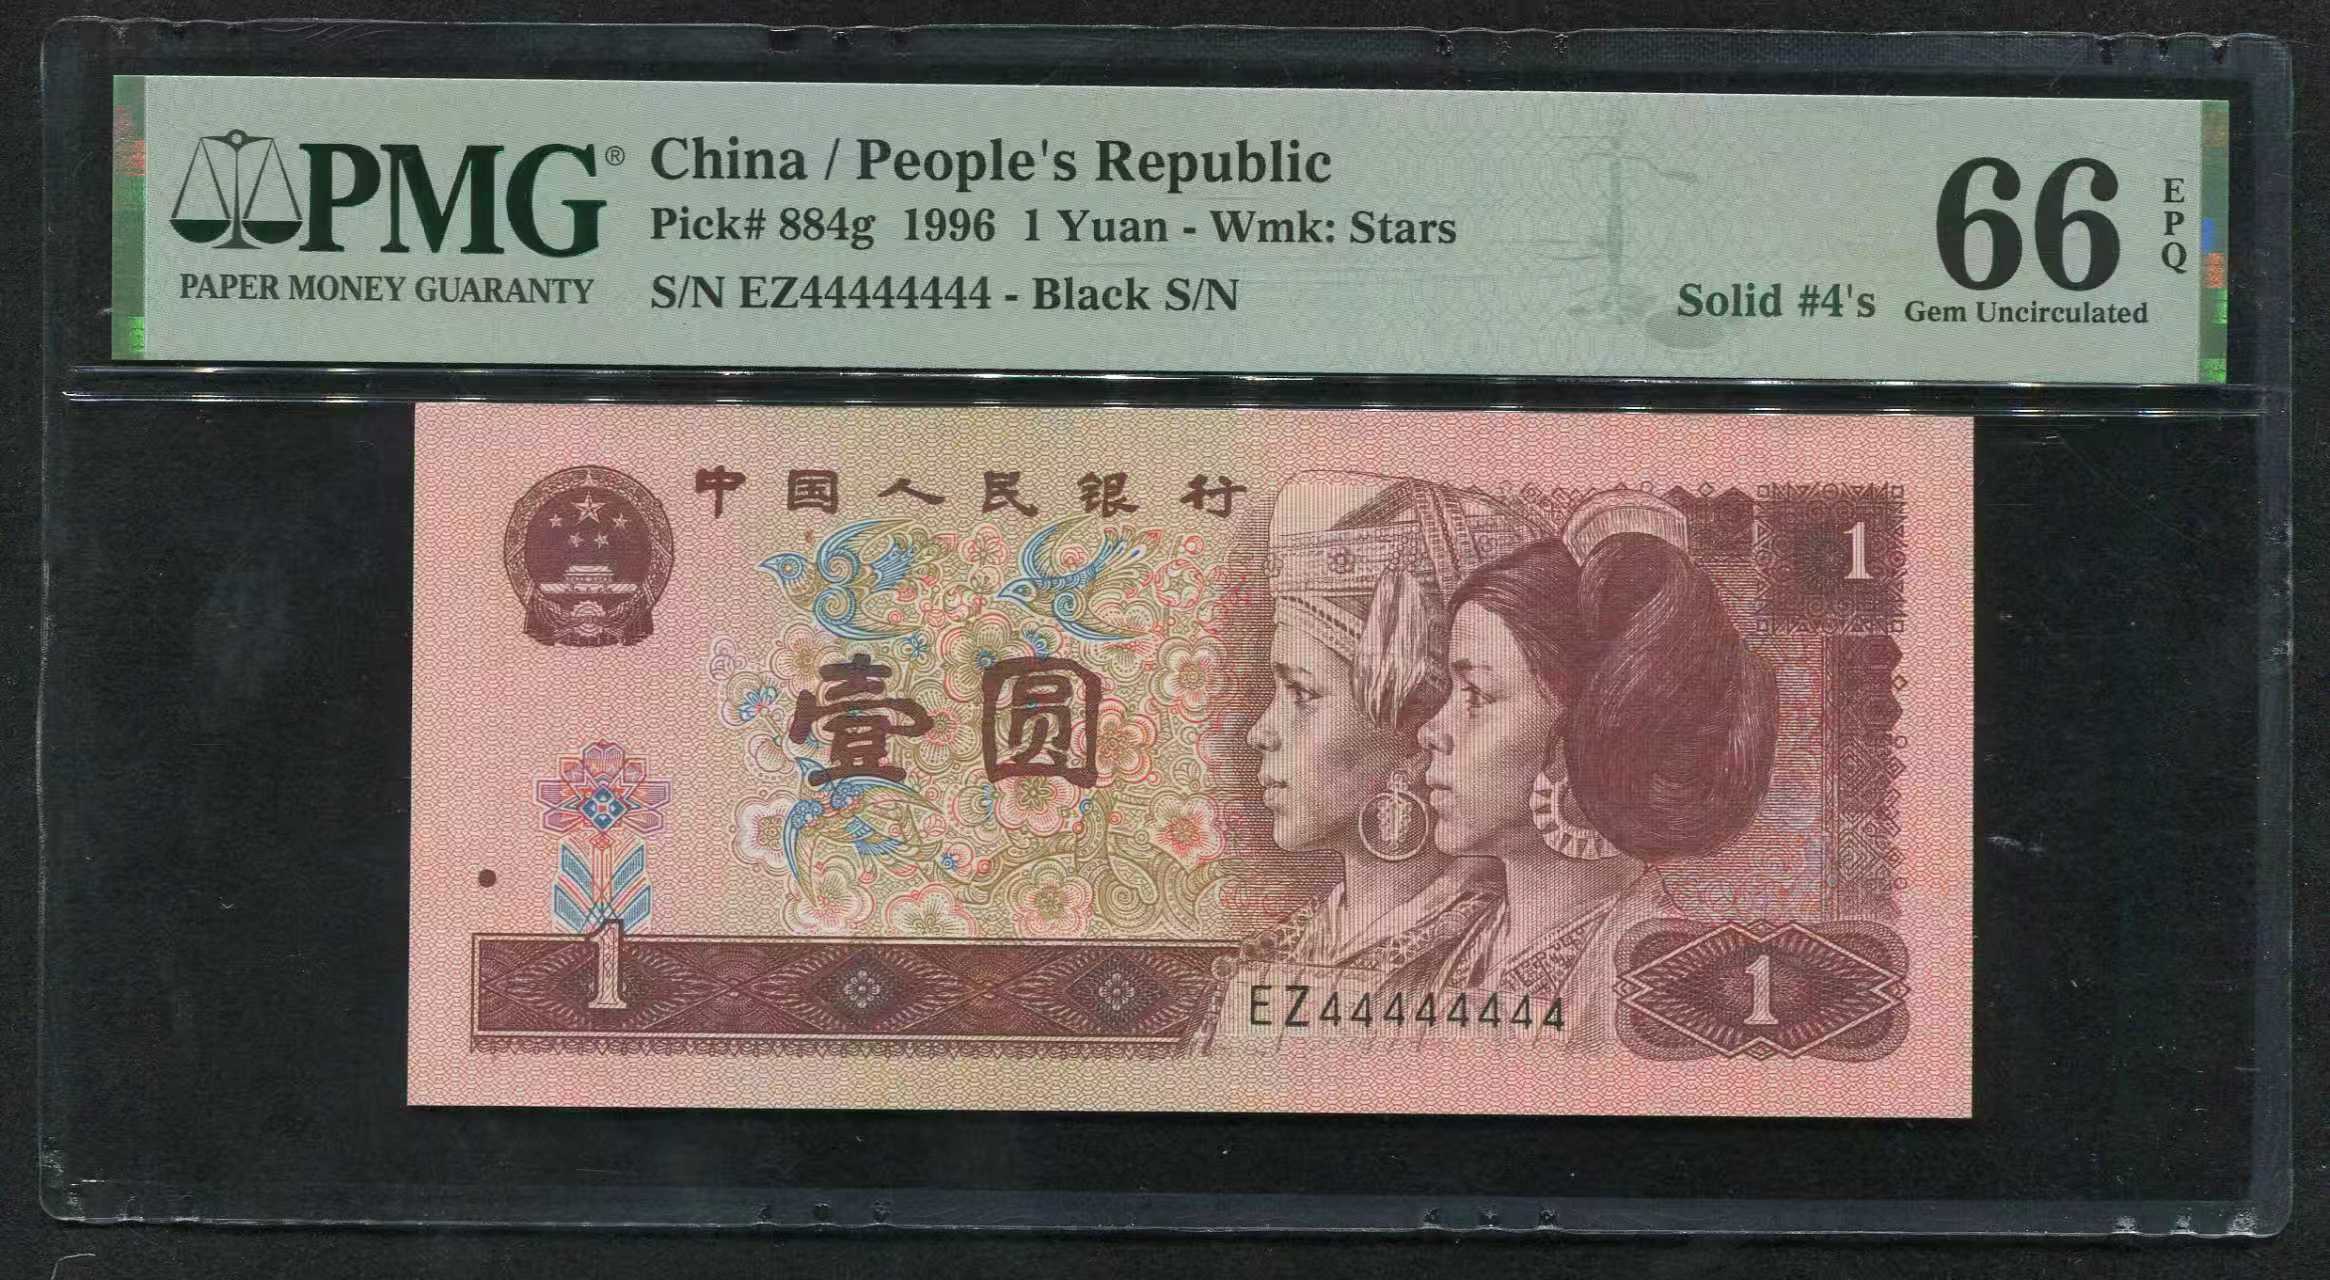 PMG®
PAPER MONEY GUARANTY
China / People's Republic
Pick# 884g 1996 1 Yuan - Wmk: Stars
S/N EZ44444444 - Black S/N
Solid #4's
66
EPQ
Gem Uncirculated
中国人民银行
1
壹圆
1
EZ44444444
1